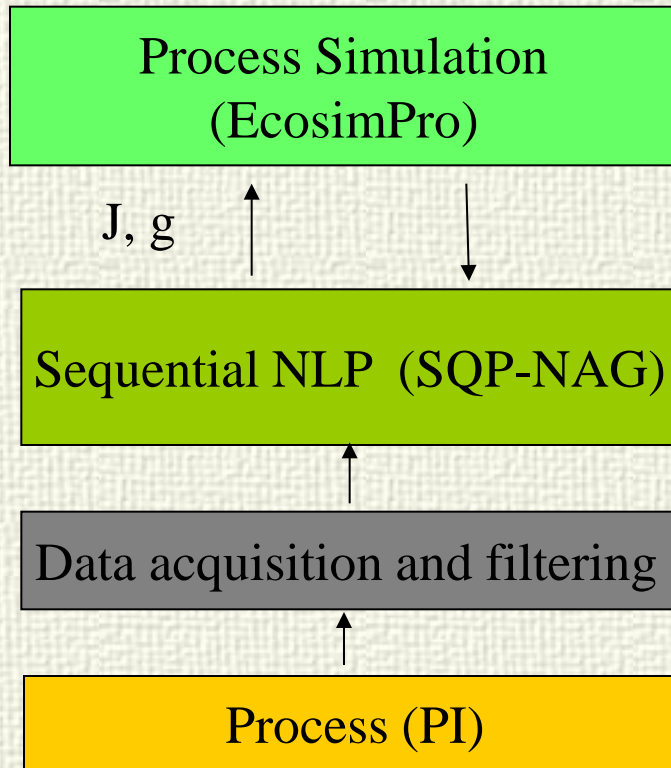 Process Simulation
(EcosimPro)
J, g
Sequential NLP (SQP-NAG)
Data acquisition and filtering
Process (PI)